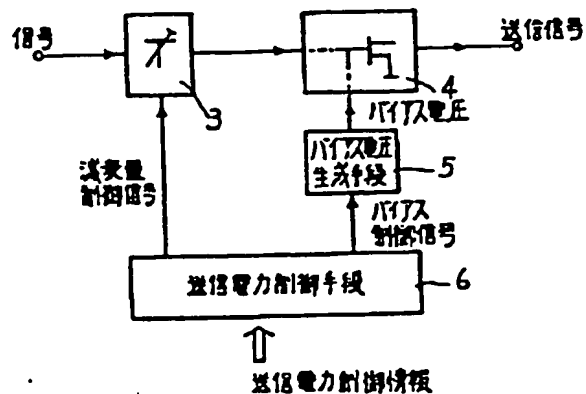 信号
送信信号
3
4
バイアス電圧
減衰量
制御信号
バイアス電圧
生成手段
5
バイアス
制御信号
送信電力制御手段
6
送信電力制御情報